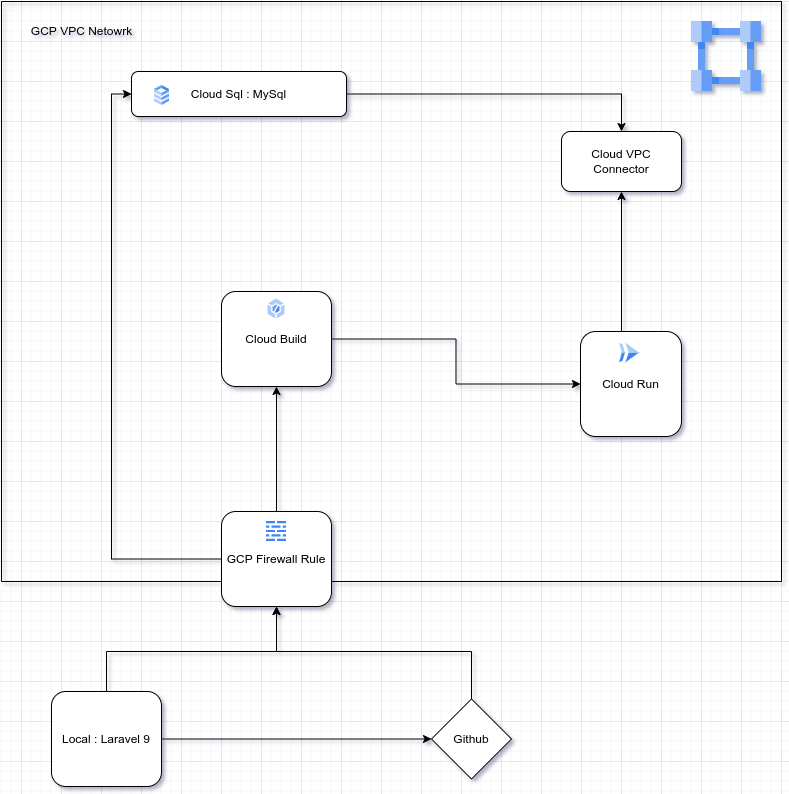 GCP VPC Netowrk
Cloud Sql : MySql
Cloud VPC
Connector
Cloud Build
Cloud Run
GCP Firewall Rule
Local : Laravel 9
Github